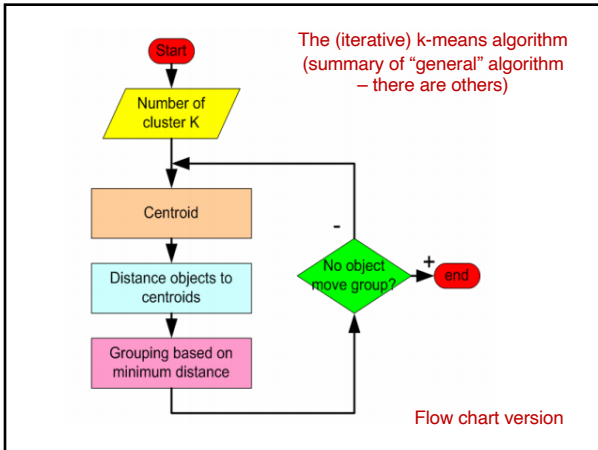 The (iterative) k-means algorithm
(summary of “general” algorithm
– there are others)
Start
Number of
cluster K
Centroid
Distance objects to
centroids
Grouping based on
minimum distance
-
No object
move group?
+
end
Flow chart version